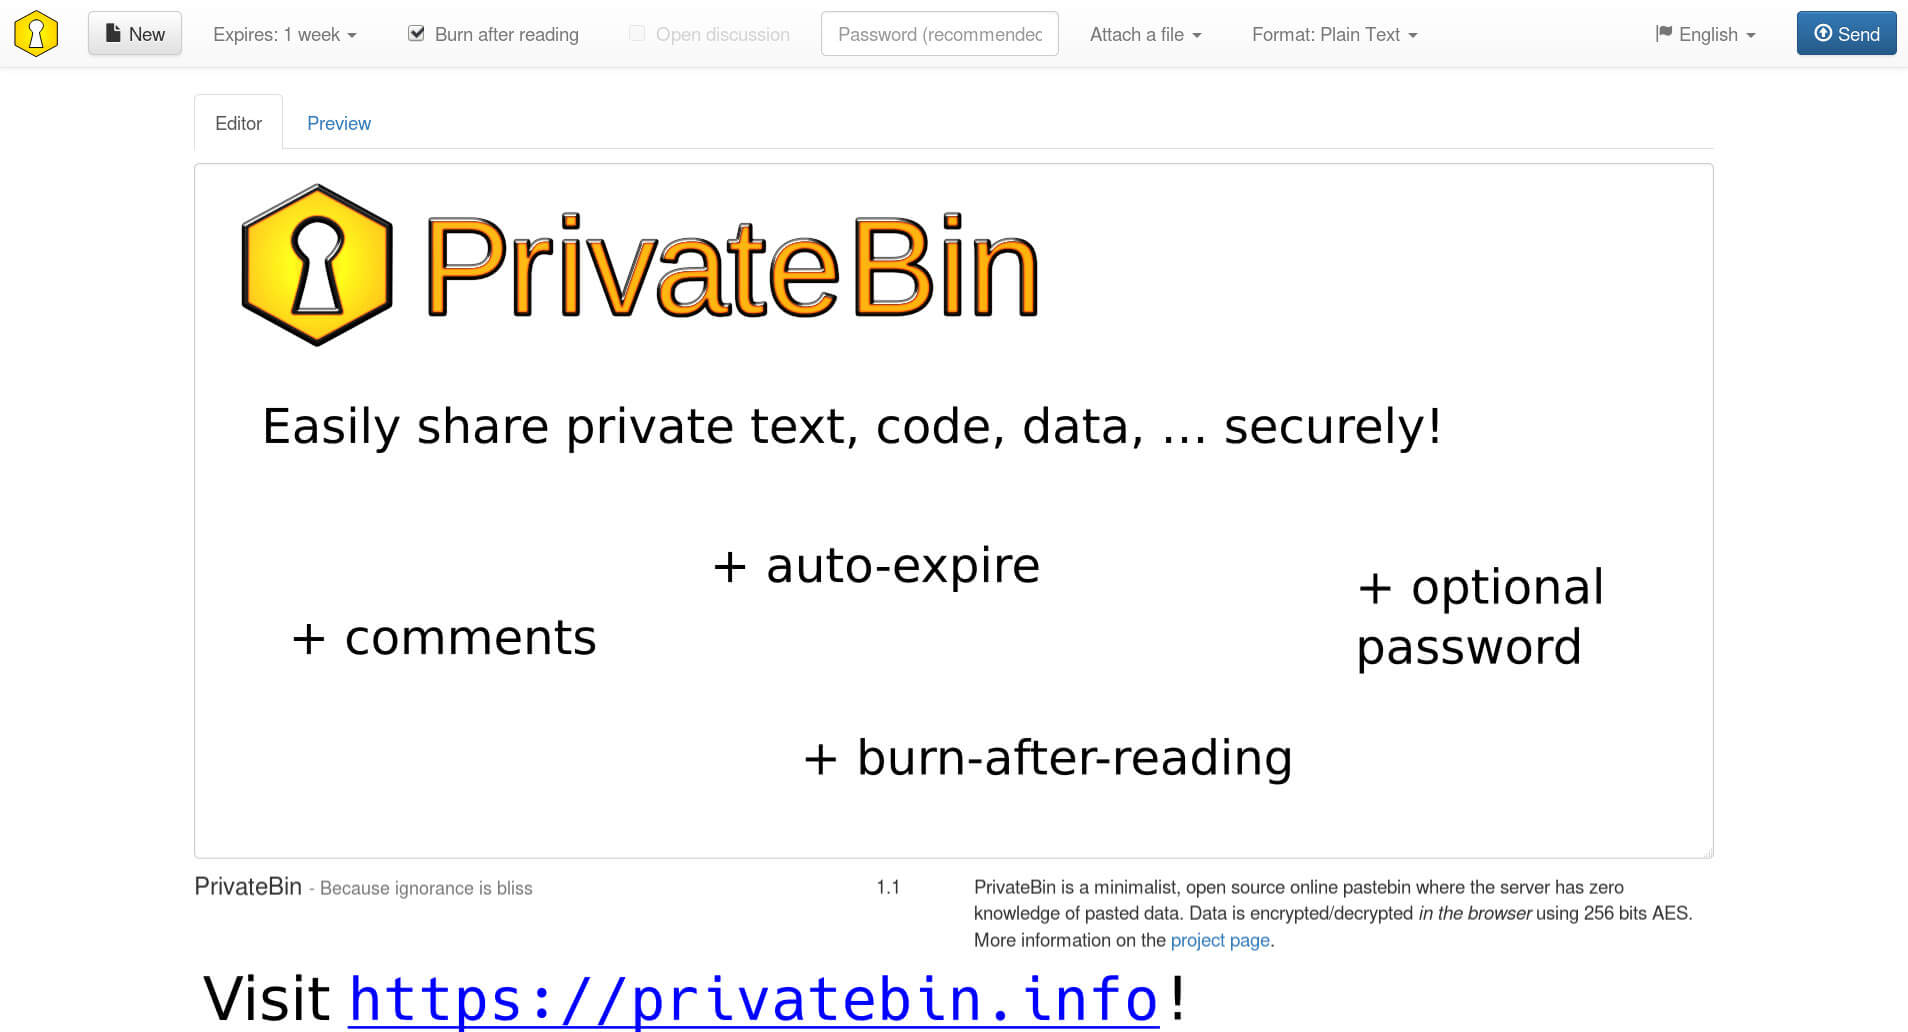 New Expires: 1 week Burn after reading Open discussion Password (recommended Attach a file Format: Plain Text English Send
Editor Preview
PrivateBin
Easily share private text, code, data, ... securely!
+ auto-expire
+ optional
password
+ comments
+ burn-after-reading
PrivateBin - Because ignorance is bliss
1.1
PrivateBin is a minimalist, open source online pastebin where the server has zero
knowledge of pasted data. Data is encrypted/decrypted in the browser using 256 bits AES.
More information on the project page.
Visit https://privatebin.info!